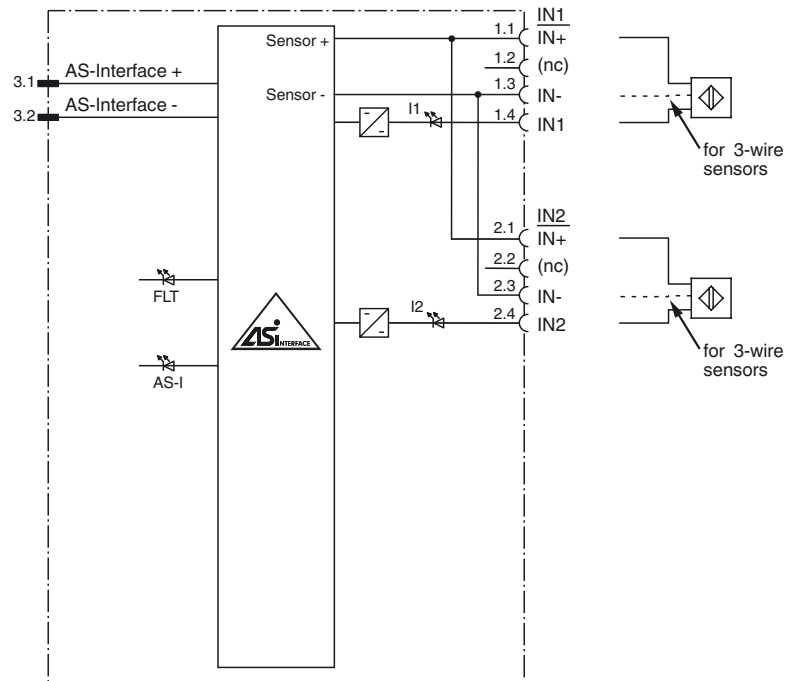 IN1
1.1 IN+
Sensor +
1.2 (nc)
1.3 IN-
Sensor -
1.4 IN1
I1
3.1 AS-Interface +
3.2 AS-Interface -
for 3-wire
sensors
IN2
2.1 IN+
2.2 (nc)
2.3 IN-
2.4 IN2
I2
for 3-wire
sensors
FLT
ASi INTERFACE
AS-I